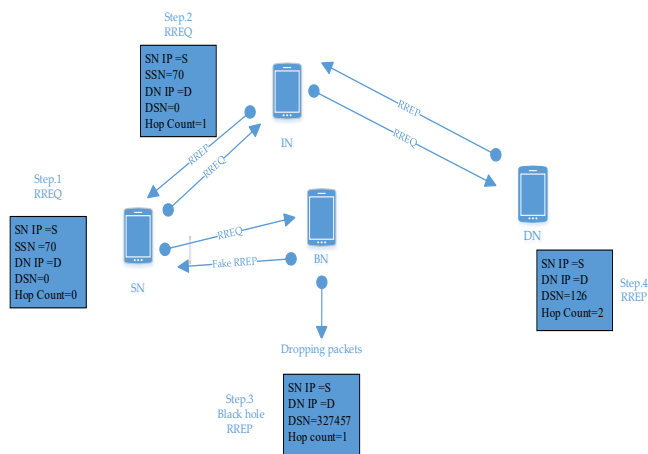 Step.2
RREQ
SN IP =S
SSN=70
DN IP =D
DSN=0
Hop Count=1
IN
RREP
RREQ
RREP
RREQ
Step.1
RREQ
SN IP =S
SSN =70
DN IP =D
DSN=0
Hop Count=0
SN
RREQ
Fake RREP
BN
DN
SN IP =S
DN IP =D
DSN=126
Hop Count=2
Step.4
RREP
Dropping packets
Step.3
Black hole
RREP
SN IP =S
DN IP =D
DSN=327457
Hop count=1